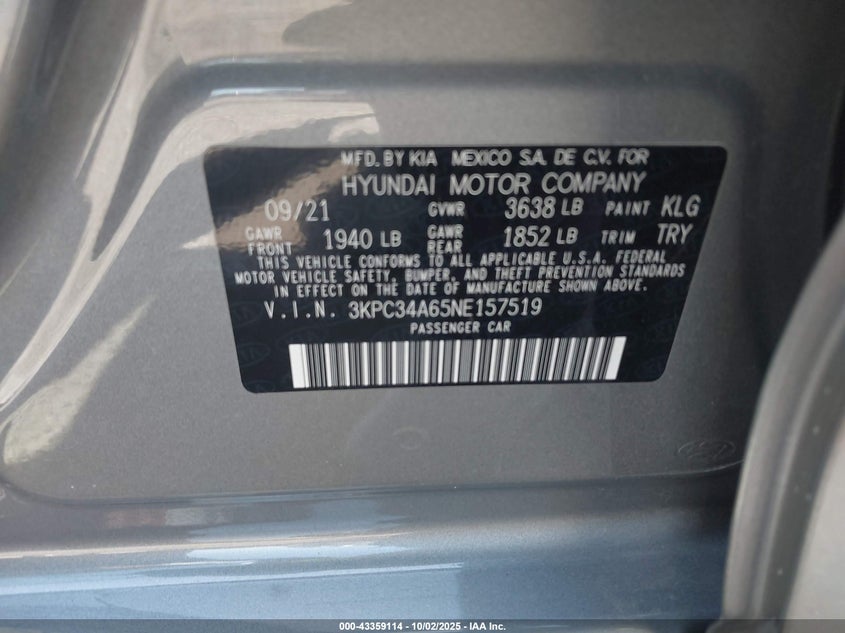 MFD. BY KIA MEXICO S.A. DE C.V. FOR
HYUNDAI MOTOR COMPANY
09/21 GVWR 3638 LB PAINT KLG
GAWR FRONT 1940 LB GAWR REAR 1852 LB TRIM TRY
THIS VEHICLE CONFORMS TO ALL APPLICABLE U.S.A. FEDERAL
MOTOR VEHICLE SAFETY, BUMPER, AND THEFT PREVENTION STANDARDS
IN EFFECT ON THE DATE OF MANUFACTURE SHOWN ABOVE.
V.I.N. 3KPC34A65NE157519
PASSENGER CAR
000-43359114 - 10/02/2025 - IAA Inc.